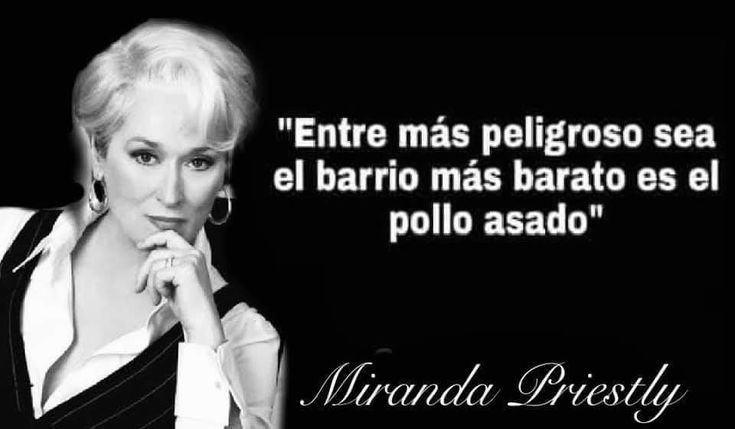 "Entre más peligroso sea
el barrio más barato es el
pollo asado"
Miranda Priestly